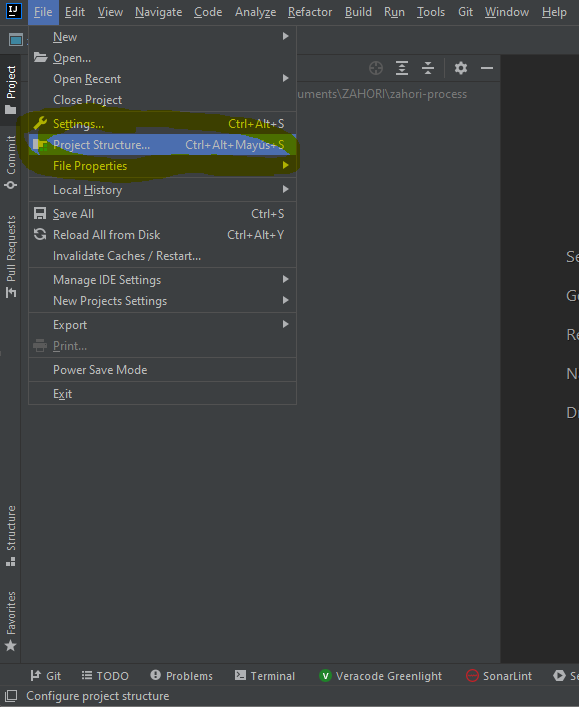 IJ File Edit View Navigate Code Analyze Refactor Build Run Tools Git Window Help
New
Open...
Open Recent
Close Project
uments\ZAHORI\zahori-process
Settings... Ctrl+Alt+S
Project Structure... Ctrl+Alt+Mayús+S
File Properties
Local History
Save All Ctrl+S
Reload All from Disk Ctrl+Alt+Y
Invalidate Caches / Restart...
Manage IDE Settings
New Projects Settings
Export
Print...
Power Save Mode
Exit
Project
Commit
Pull Requests
Structure
Favorites
Se
Re
N
Git TODO Problems Terminal V Veracode Greenlight SonarLint Se
Configure project structure